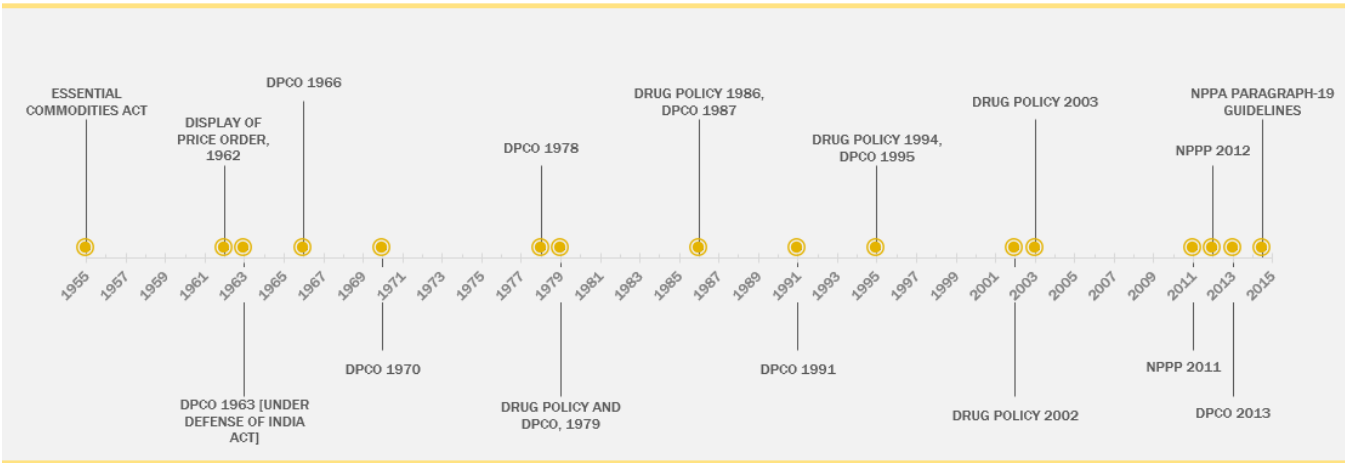 ESSENTIAL
COMMODITIES ACT
DISPLAY OF
PRICE ORDER,
1962
DPCO 1966
DPCO 1978
DRUG POLICY 1986,
DPCO 1987
DRUG POLICY 1994,
DPCO 1995
DRUG POLICY 2003
NPPP 2012
NPPA PARAGRAPH-19
GUIDELINES
1955
1957
1959
1961
1963
1965
1967
1969
1971
1973
1975
1977
1979
1981
1983
1985
1987
1989
1991
1993
1995
1997
1999
2001
2003
2005
2007
2009
2011
2013
2015
DPCO 1963 [UNDER
DEFENSE OF INDIA
ACT]
DPCO 1970
DRUG POLICY AND
DPCO, 1979
DPCO 1991
DRUG POLICY 2002
NPPP 2011
DPCO 2013